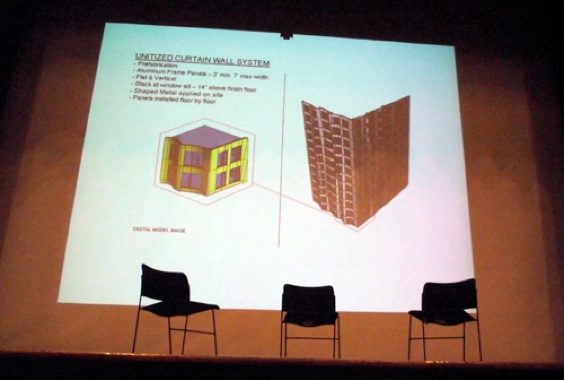 UNITIZED CURTAIN WALL SYSTEM
- Prefabrication
- Aluminum Frame Panels – 2' min. 7' max width
- Flat & Vertical
- Stack at window sill – 14" above finish floor
- Shaped Metal applied on site
- Panels installed floor by floor
DIGITAL MODEL IMAGE